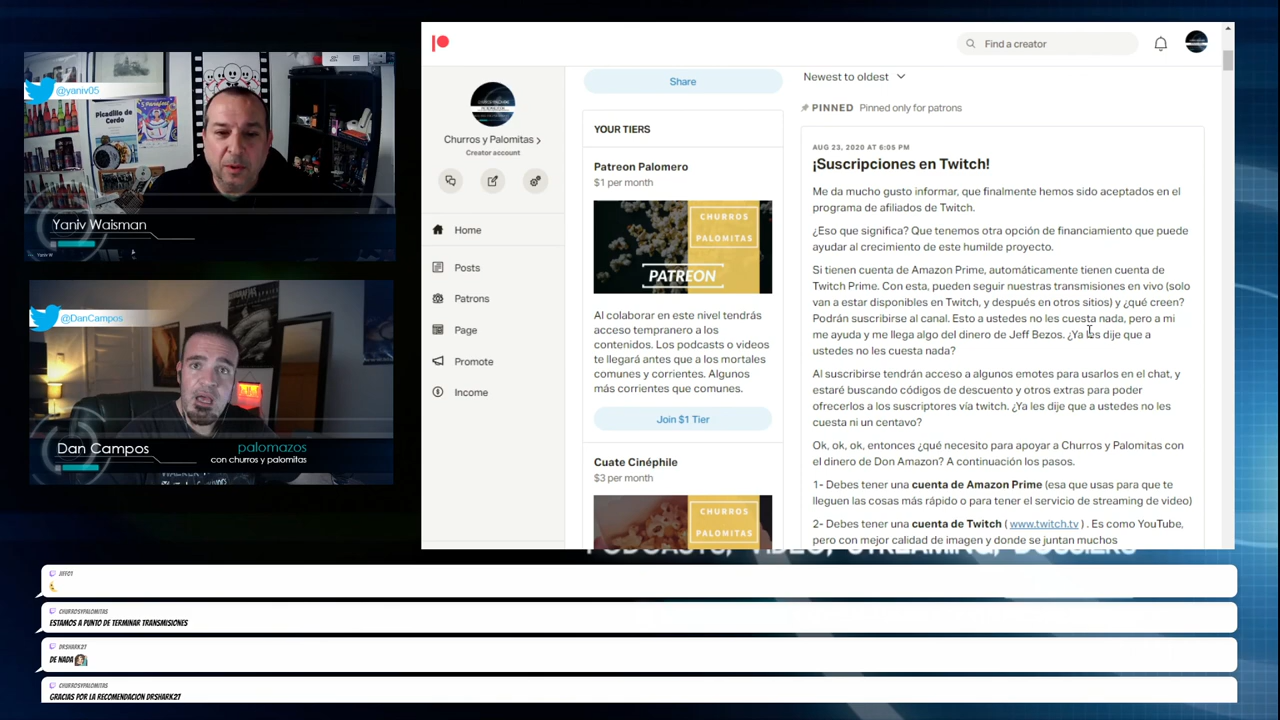 @yaniv05
Picadillo de
Cerdo
Yaniv Waisman
Yaniv W
@DanCampos
Dan Campos
palomazos
con churros y palomitas
Find a creator
Churros y Palomitas
Creator account
Home
Posts
Patrons
Page
Promote
Income
Share
YOUR TIERS
Patreon Palomero
$1 per month
CHURROS
PALOMITAS
PATREON
Al colaborar en este nivel tendrás
acceso tempranero a los
contenidos. Los podcasts o videos
te llegará antes que a los mortales
comunes y corrientes. Algunos
más corrientes que comunes.
Join $1 Tier
Cuate Cinéphile
$3 per month
CHURROS
PALOMITAS
Newest to oldest
PINNED Pinned only for patrons
AUG 23, 2020 AT 6:05 PM
¡Suscripciones en Twitch!
Me da mucho gusto informar, que finalmente hemos sido aceptados en el
programa de afiliados de Twitch.
¿Eso que significa? Que tenemos otra opción de financiamiento que puede
ayudar al crecimiento de este humilde proyecto.
Si tienen cuenta de Amazon Prime, automáticamente tienen cuenta de
Twitch Prime. Con esta, pueden seguir nuestras transmisiones en vivo (solo
van a estar disponibles en Twitch, y después en otros sitios) y ¿qué creen?
Podrán suscribirse al canal. Esto a ustedes no les cuesta nada, pero a mi
me ayuda y me llega algo del dinero de Jeff Bezos. ¿Ya les dije que a
ustedes no les cuesta nada?
Al suscribirse tendrán acceso a algunos emotes para usarlos en el chat, y
estaré buscando códigos de descuento y otros extras para poder
ofrecerlos a los suscriptores vía twitch. ¿Ya les dije que a ustedes no les
cuesta ni un centavo?
Ok, ok, ok, entonces ¿qué necesito para apoyar a Churros y Palomitas con
el dinero de Don Amazon? A continuación los pasos.
1- Debes tener una cuenta de Amazon Prime (esa que usas para que te
lleguen las cosas más rápido o para tener el servicio de streaming de video)
2- Debes tener una cuenta de Twitch ( www.twitch.tv ) . Es como YouTube,
pero con mejor calidad de imagen y donde se juntan muchos
PODCASTS, VIDEO, STREAMING, DOSSIERS
CHURROSYPALOMITAS
ESTAMOS A PUNTO DE TERMINAR TRANSMISIONES
DRSHARK27
DE NADA
CHURROSYPALOMITAS
GRACIAS POR LA RECOMENDACION DRSHARK27